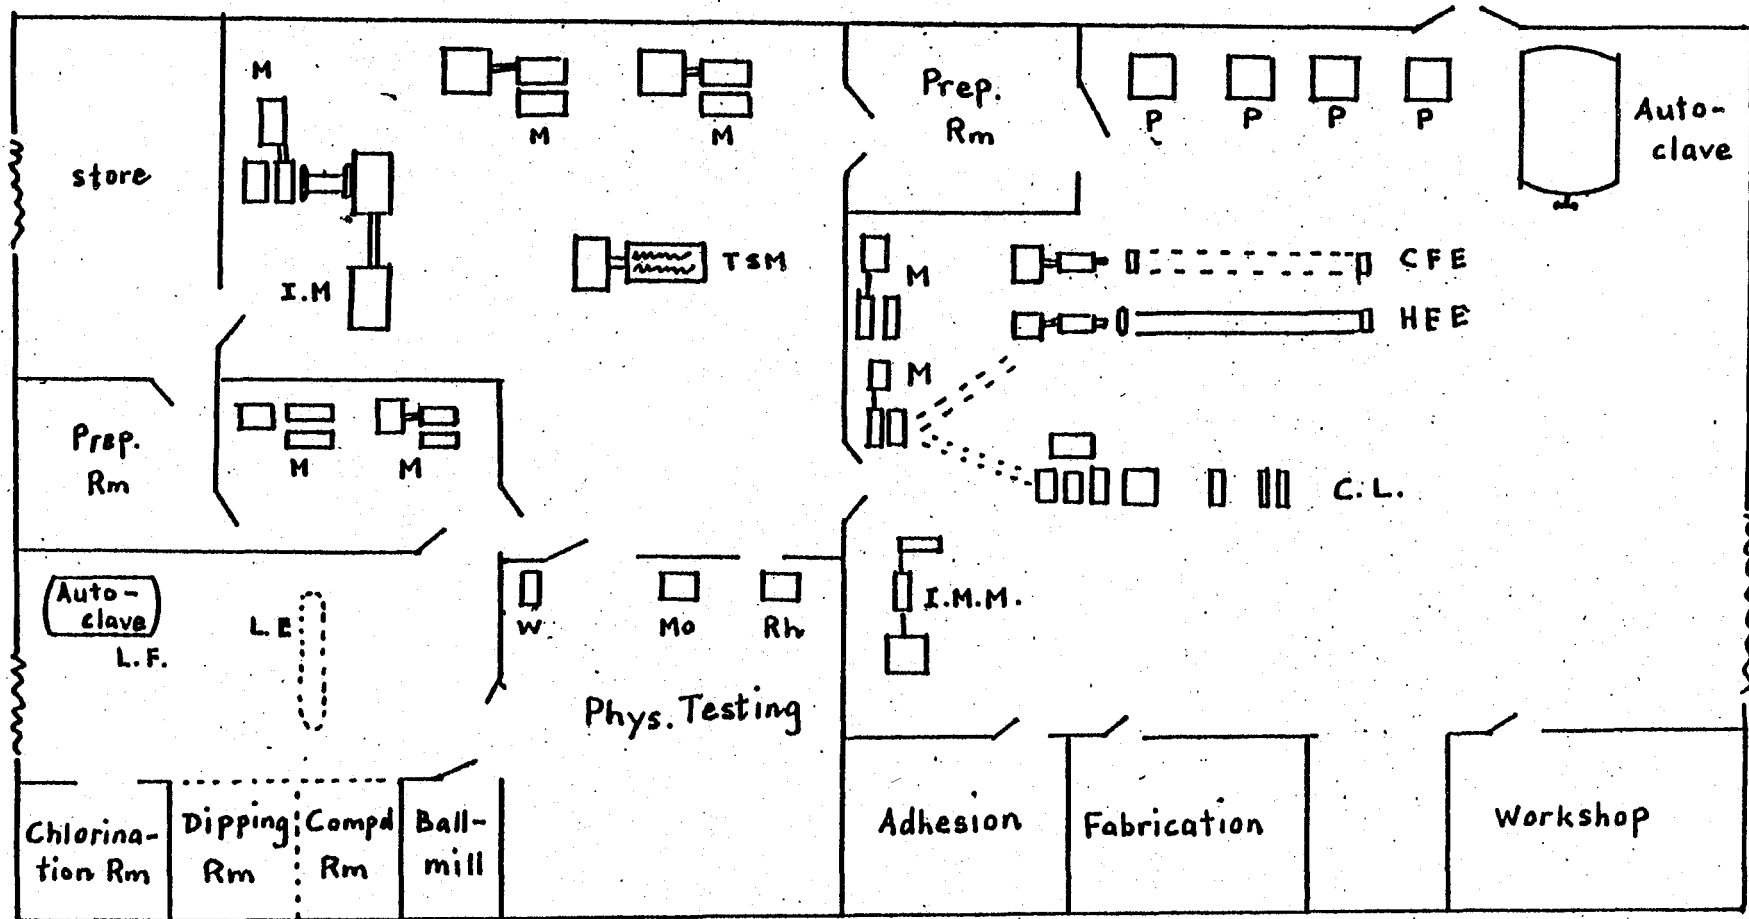 M
M
M
Prep.
Rm
P
P
P
P
Auto-
clave
store
I.M
TSM
M
CFE
HFE
M
Prep.
Rm
M
M
C.L.
Auto-
clave
L.F.
L.E
W
Mo
Rh
I.M.M.
Phys. Testing
Chlorina-
tion Rm
Dipping
Rm
Compd
Rm
Ball-
mill
Adhesion
Fabrication
Workshop